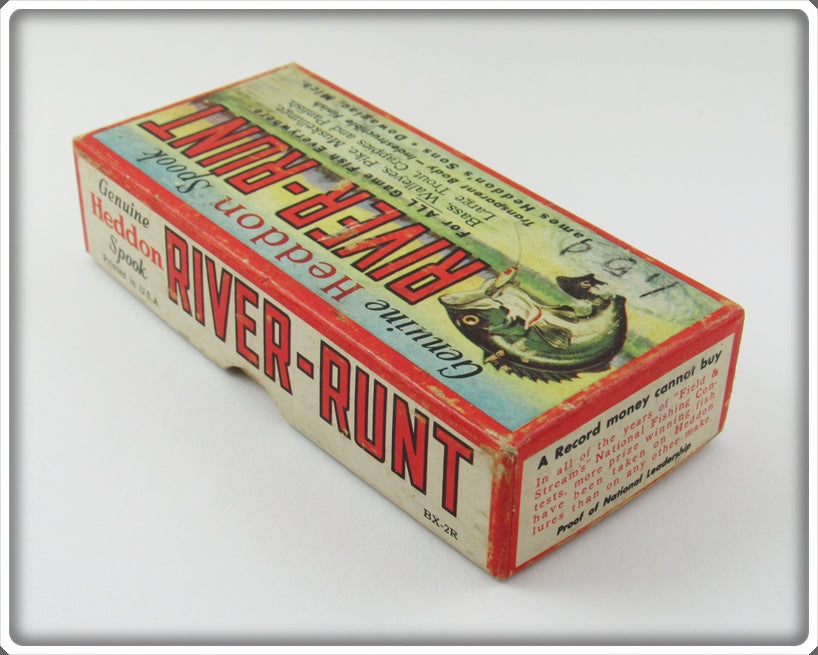 Genuine Heddon Spook
RIVER-RUNT
For ALL Game Fish Everywhere
Bass, Walleyes, Pike, Muskellunge,
Large Trout, Crappies and Panfish.
Transparent Body - Indestructible Finish
James Heddon's Sons • Dowagiac, Mich.
Genuine
Heddon
Spook
Printed in U.S.A.
RIVER-RUNT
BX-2R
A Record money cannot buy
In all of the years of "Field &
Stream's" National Fishing Con-
tests, more prize winning fish
have been taken on Heddon
lures than on any other make.
Proof of National Leadership